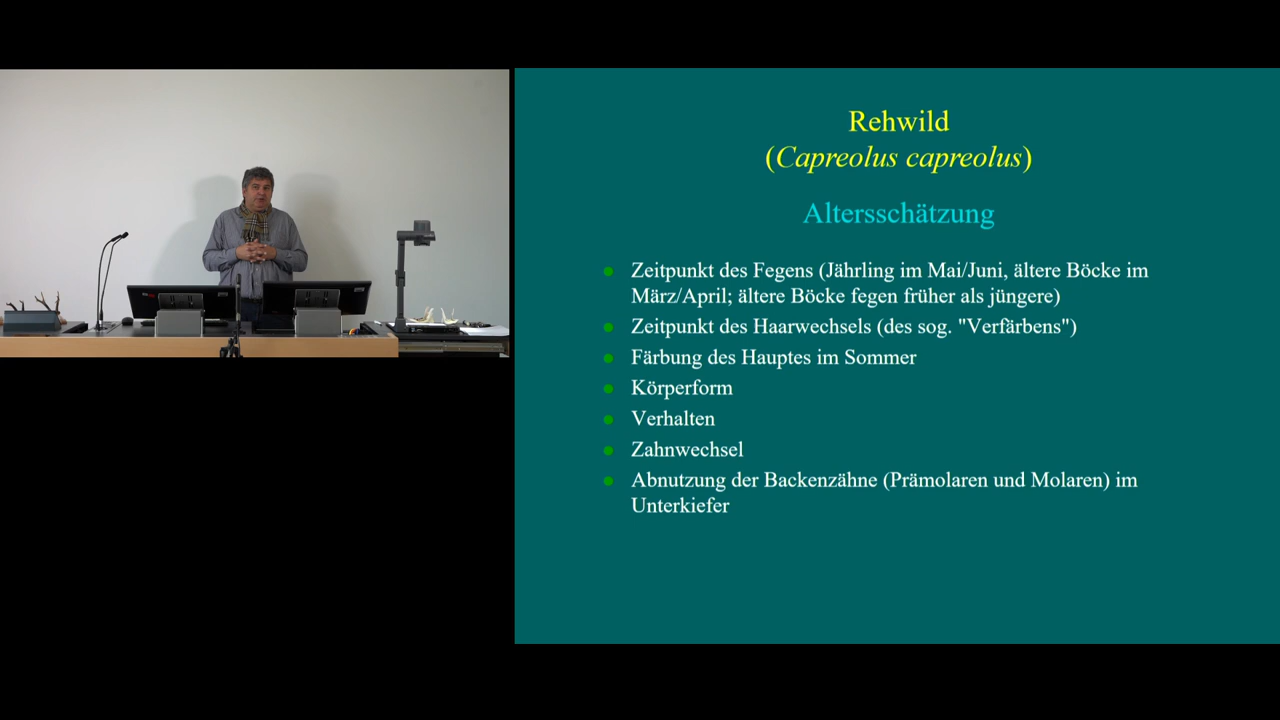 Rehwild
(Capreolus capreolus)
Altersschätzung
Zeitpunkt des Fegens (Jährling im Mai/Juni, ältere Böcke im
März/April; ältere Böcke fegen früher als jüngere)
Zeitpunkt des Haarwechsels (des sog. "Verfärbens")
Färbung des Hauptes im Sommer
Körperform
Verhalten
Zahnwechsel
Abnutzung der Backenzähne (Prämolaren und Molaren) im
Unterkiefer